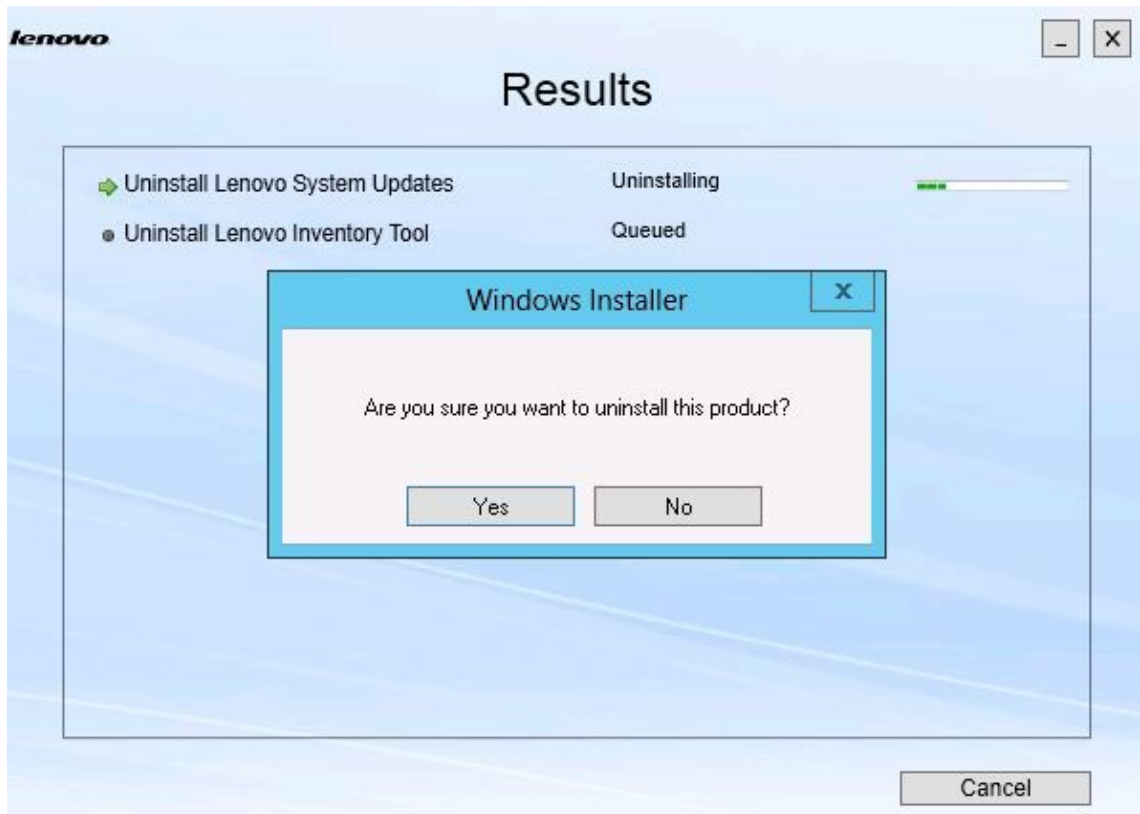 lenovo
Results
Uninstall Lenovo System Updates Uninstalling
Uninstall Lenovo Inventory Tool Queued
Windows Installer
Are you sure you want to uninstall this product?
Yes No
Cancel